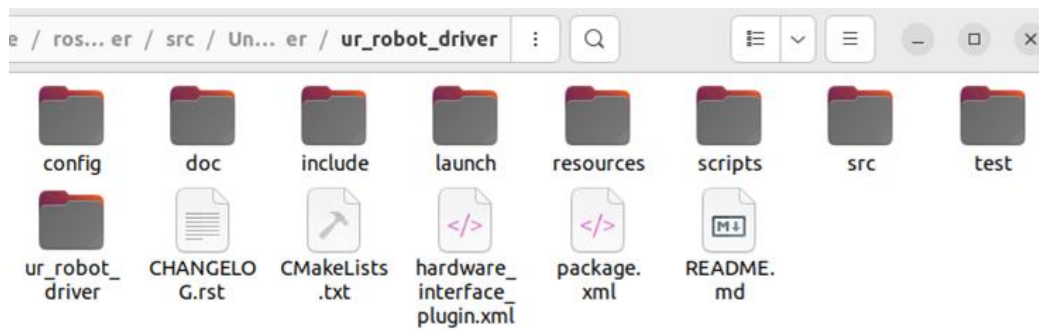 e / ros... er / src / Un... er / ur_robot_driver
config doc include launch resources scripts src test
ur_robot_
driver
CHANGELO
G.rst
CMakeLists
.txt
hardware_
interface_
plugin.xml
package.
xml
README.
md